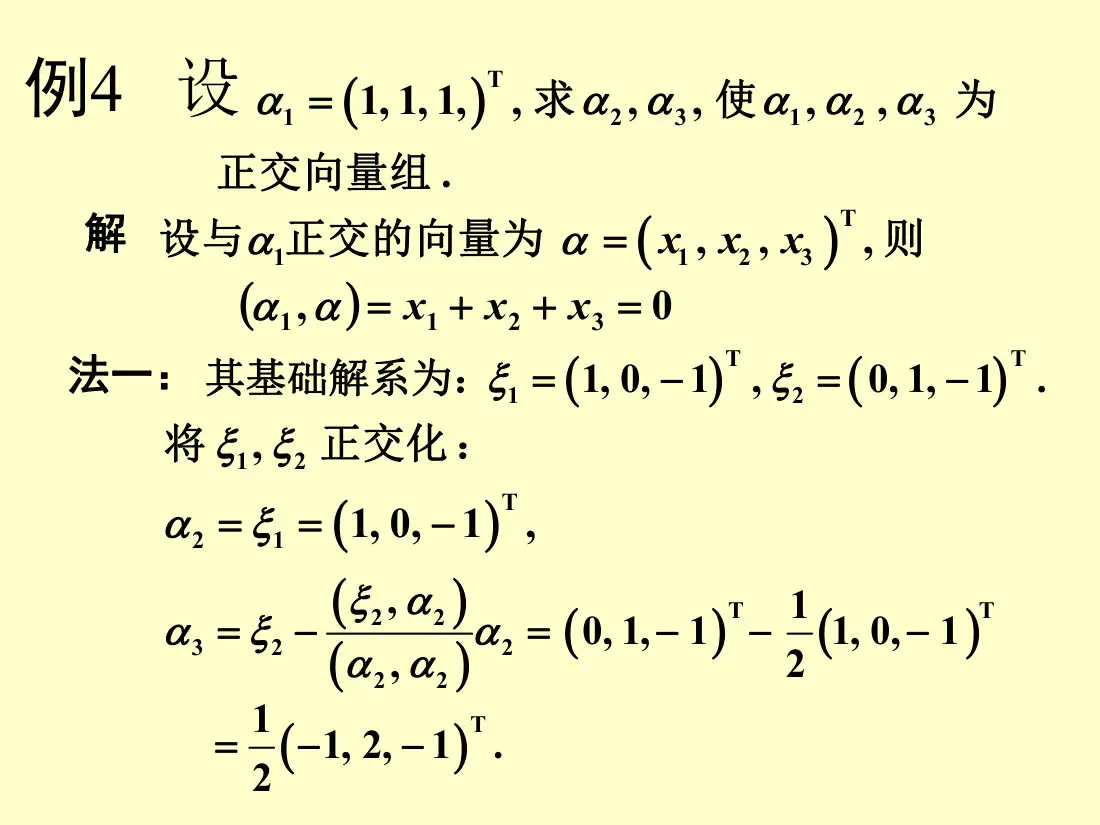 例4 设 α₁ = (1, 1, 1,)ᵀ, 求 α₂, α₃, 使 α₁, α₂, α₃ 为
正交向量组.
解 设与α₁正交的向量为 α = (x₁, x₂, x₃)ᵀ, 则
(α₁, α) = x₁ + x₂ + x₃ = 0
法一: 其基础解系为: ξ₁ = (1, 0, −1)ᵀ, ξ₂ = (0, 1, −1)ᵀ.
将 ξ₁, ξ₂ 正交化:
α₂ = ξ₁ = (1, 0, −1)ᵀ,
α₃ = ξ₂ − (ξ₂, α₂)/(α₂, α₂) α₂ = (0, 1, −1)ᵀ − 1/2 (1, 0, −1)ᵀ
= 1/2 (−1, 2, −1)ᵀ.